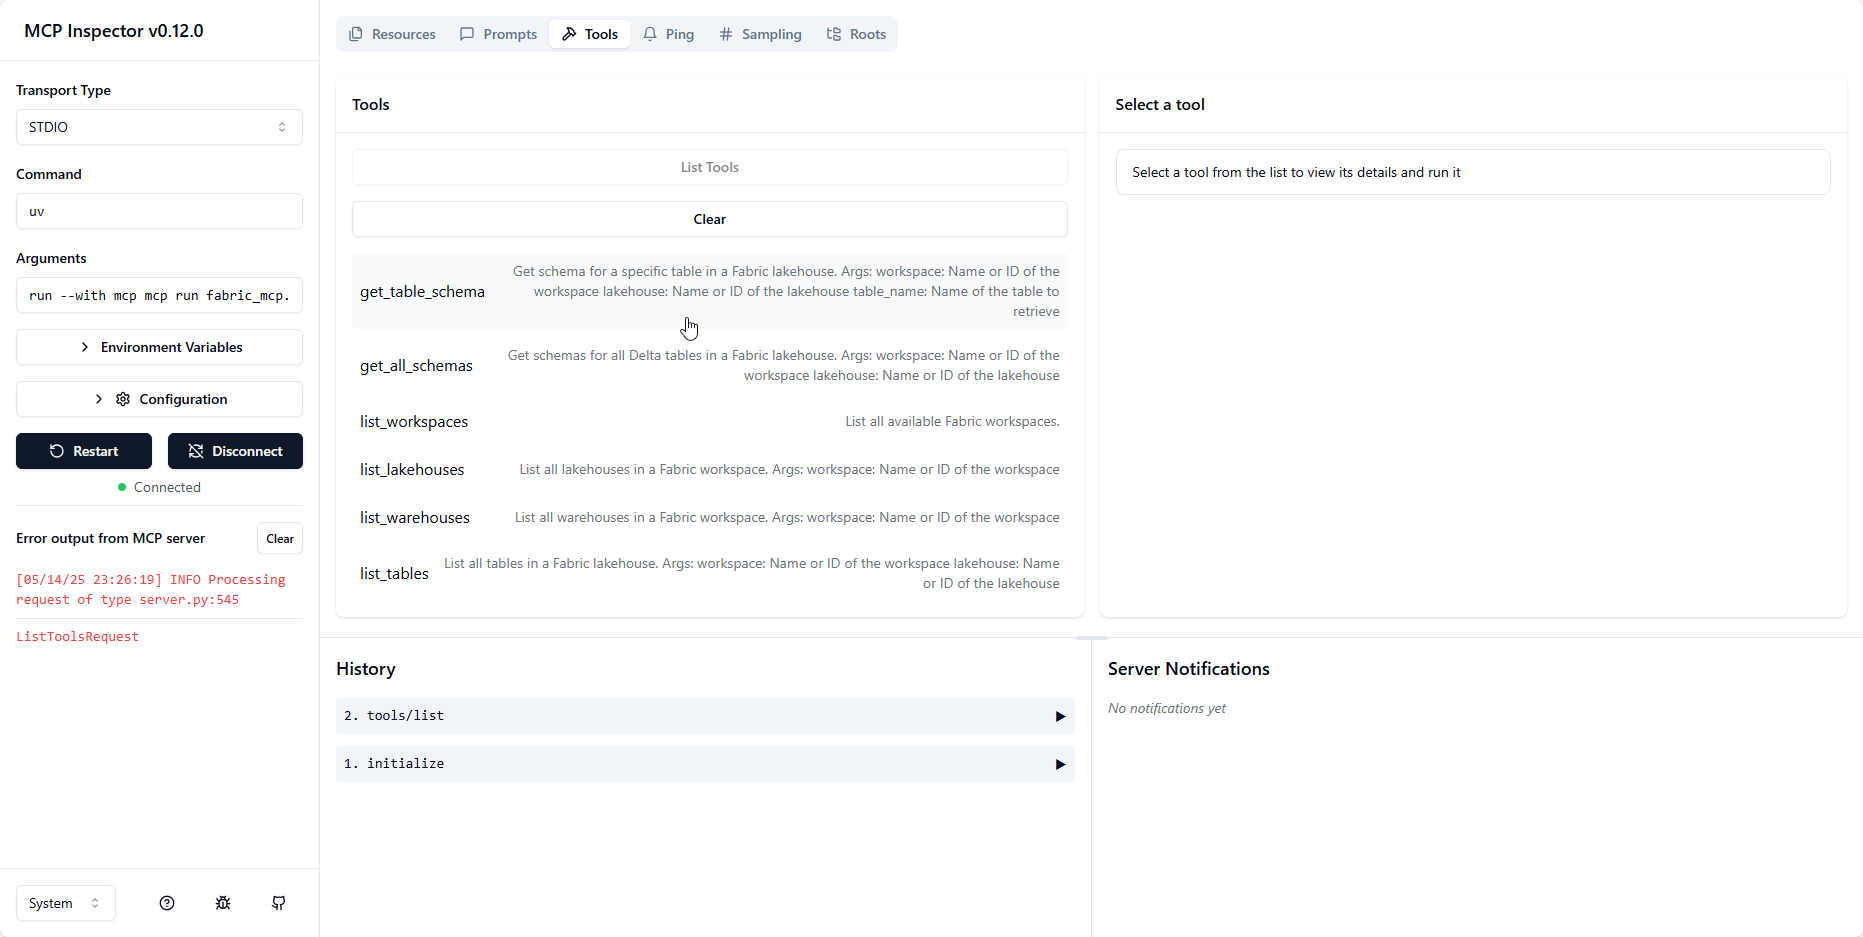 MCP Inspector v0.12.0
Transport Type
STDIO
Command
uv
Arguments
run --with mcp mcp run fabric_mcp.
Environment Variables
Configuration
Restart
Disconnect
Connected
Error output from MCP server
Clear
[05/14/25 23:26:19] INFO Processing
request of type server.py:545
ListToolsRequest
System
Resources
Prompts
Tools
Ping
Sampling
Roots
Tools
List Tools
Clear
get_table_schema
Get schema for a specific table in a Fabric lakehouse. Args: workspace: Name or ID of the
workspace lakehouse: Name or ID of the lakehouse table_name: Name of the table to
retrieve
get_all_schemas
Get schemas for all Delta tables in a Fabric lakehouse. Args: workspace: Name or ID of the
workspace lakehouse: Name or ID of the lakehouse
list_workspaces
List all available Fabric workspaces.
list_lakehouses
List all lakehouses in a Fabric workspace. Args: workspace: Name or ID of the workspace
list_warehouses
List all warehouses in a Fabric workspace. Args: workspace: Name or ID of the workspace
list_tables
List all tables in a Fabric lakehouse. Args: workspace: Name or ID of the workspace lakehouse: Name
or ID of the lakehouse
Select a tool
Select a tool from the list to view its details and run it
History
2. tools/list
1. initialize
Server Notifications
No notifications yet